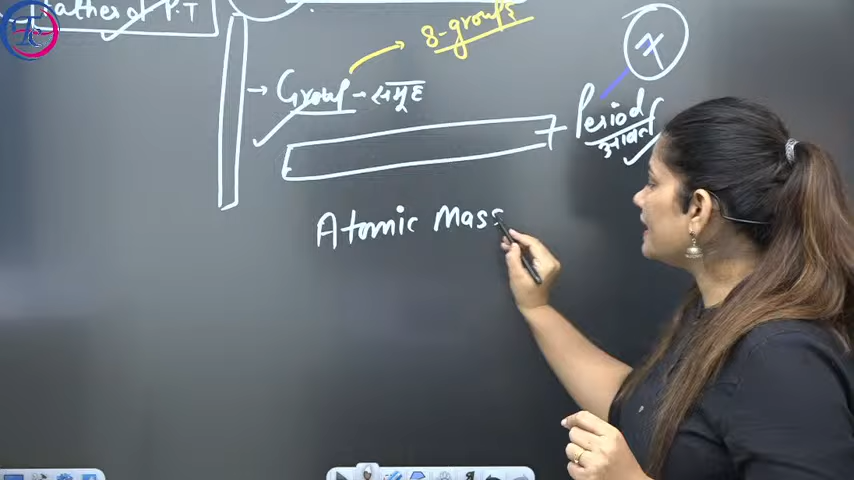 Father of P.T
8-groups
7
→ Group → समूह
Period
आवर्त
Atomic Mass